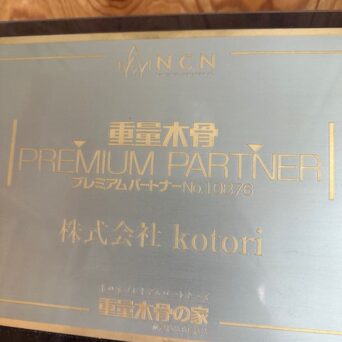 NCN
重量木骨
PREMIUM PARTNER
プレミアムパートナーNo.19876
株式会社 kotori
重量木骨の家